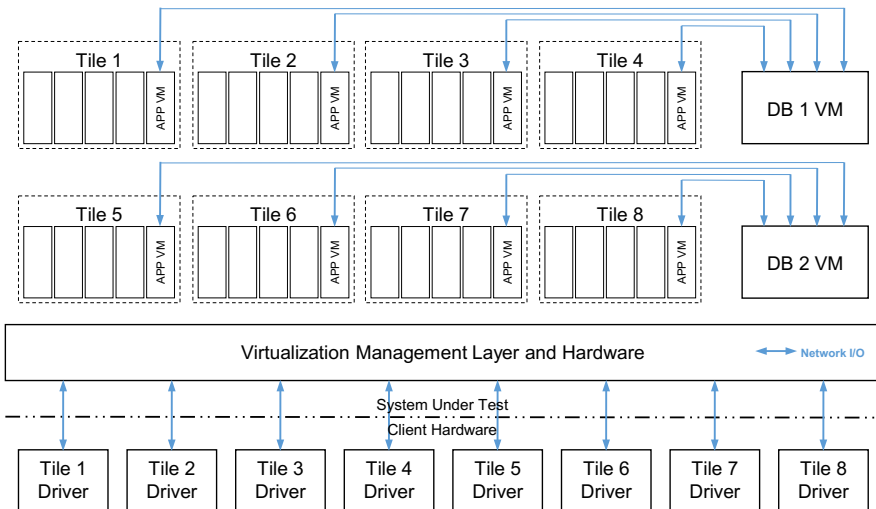 Tile 1
Tile 2
Tile 3
Tile 4
APP VM
APP VM
APP VM
APP VM
DB 1 VM
Tile 5
Tile 6
Tile 7
Tile 8
APP VM
APP VM
APP VM
APP VM
DB 2 VM
Virtualization Management Layer and Hardware
Network I/O
System Under Test
Client Hardware
Tile 1
Driver
Tile 2
Driver
Tile 3
Driver
Tile 4
Driver
Tile 5
Driver
Tile 6
Driver
Tile 7
Driver
Tile 8
Driver